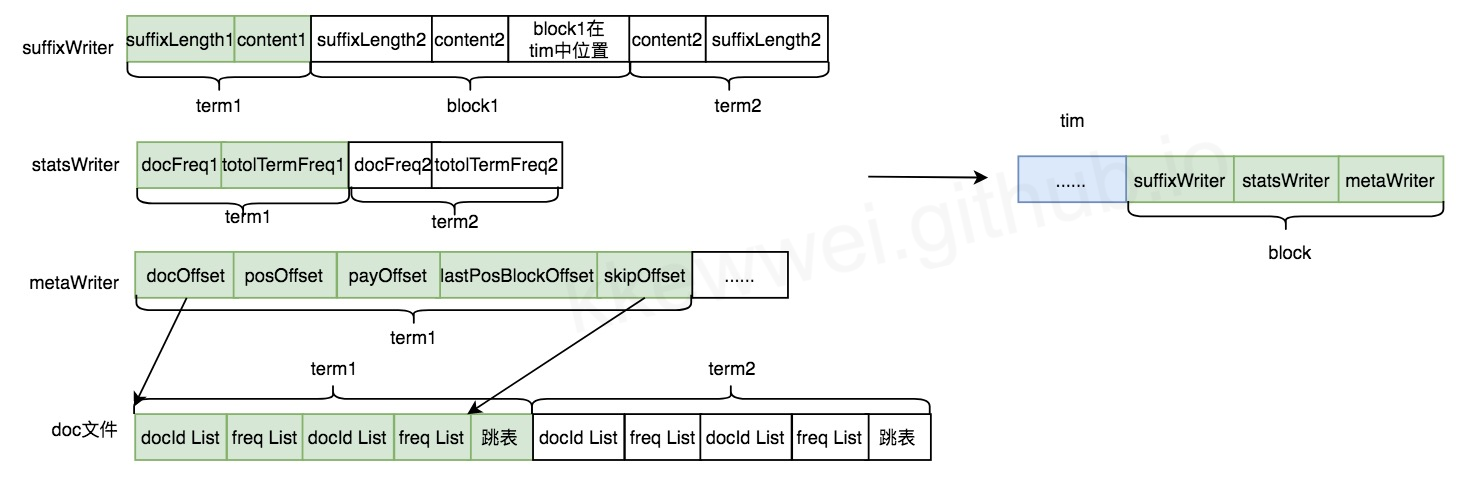 suffixWriter
suffixLength1 content1 suffixLength2 content2 block1在 content2 suffixLength2
tim中位置
term1 block1 term2
tim
statsWriter
docFreq1 totolTermFreq1 docFreq2 totolTermFreq2
term1 term2
...... suffixWriter statsWriter metaWriter
block
metaWriter
docOffset posOffset payOffset lastPosBlockOffset skipOffset ......
term1
term1 term2
doc文件
docId List freq List docId List freq List 跳表 docId List freq List docId List freq List 跳表
kkewwei.github.io